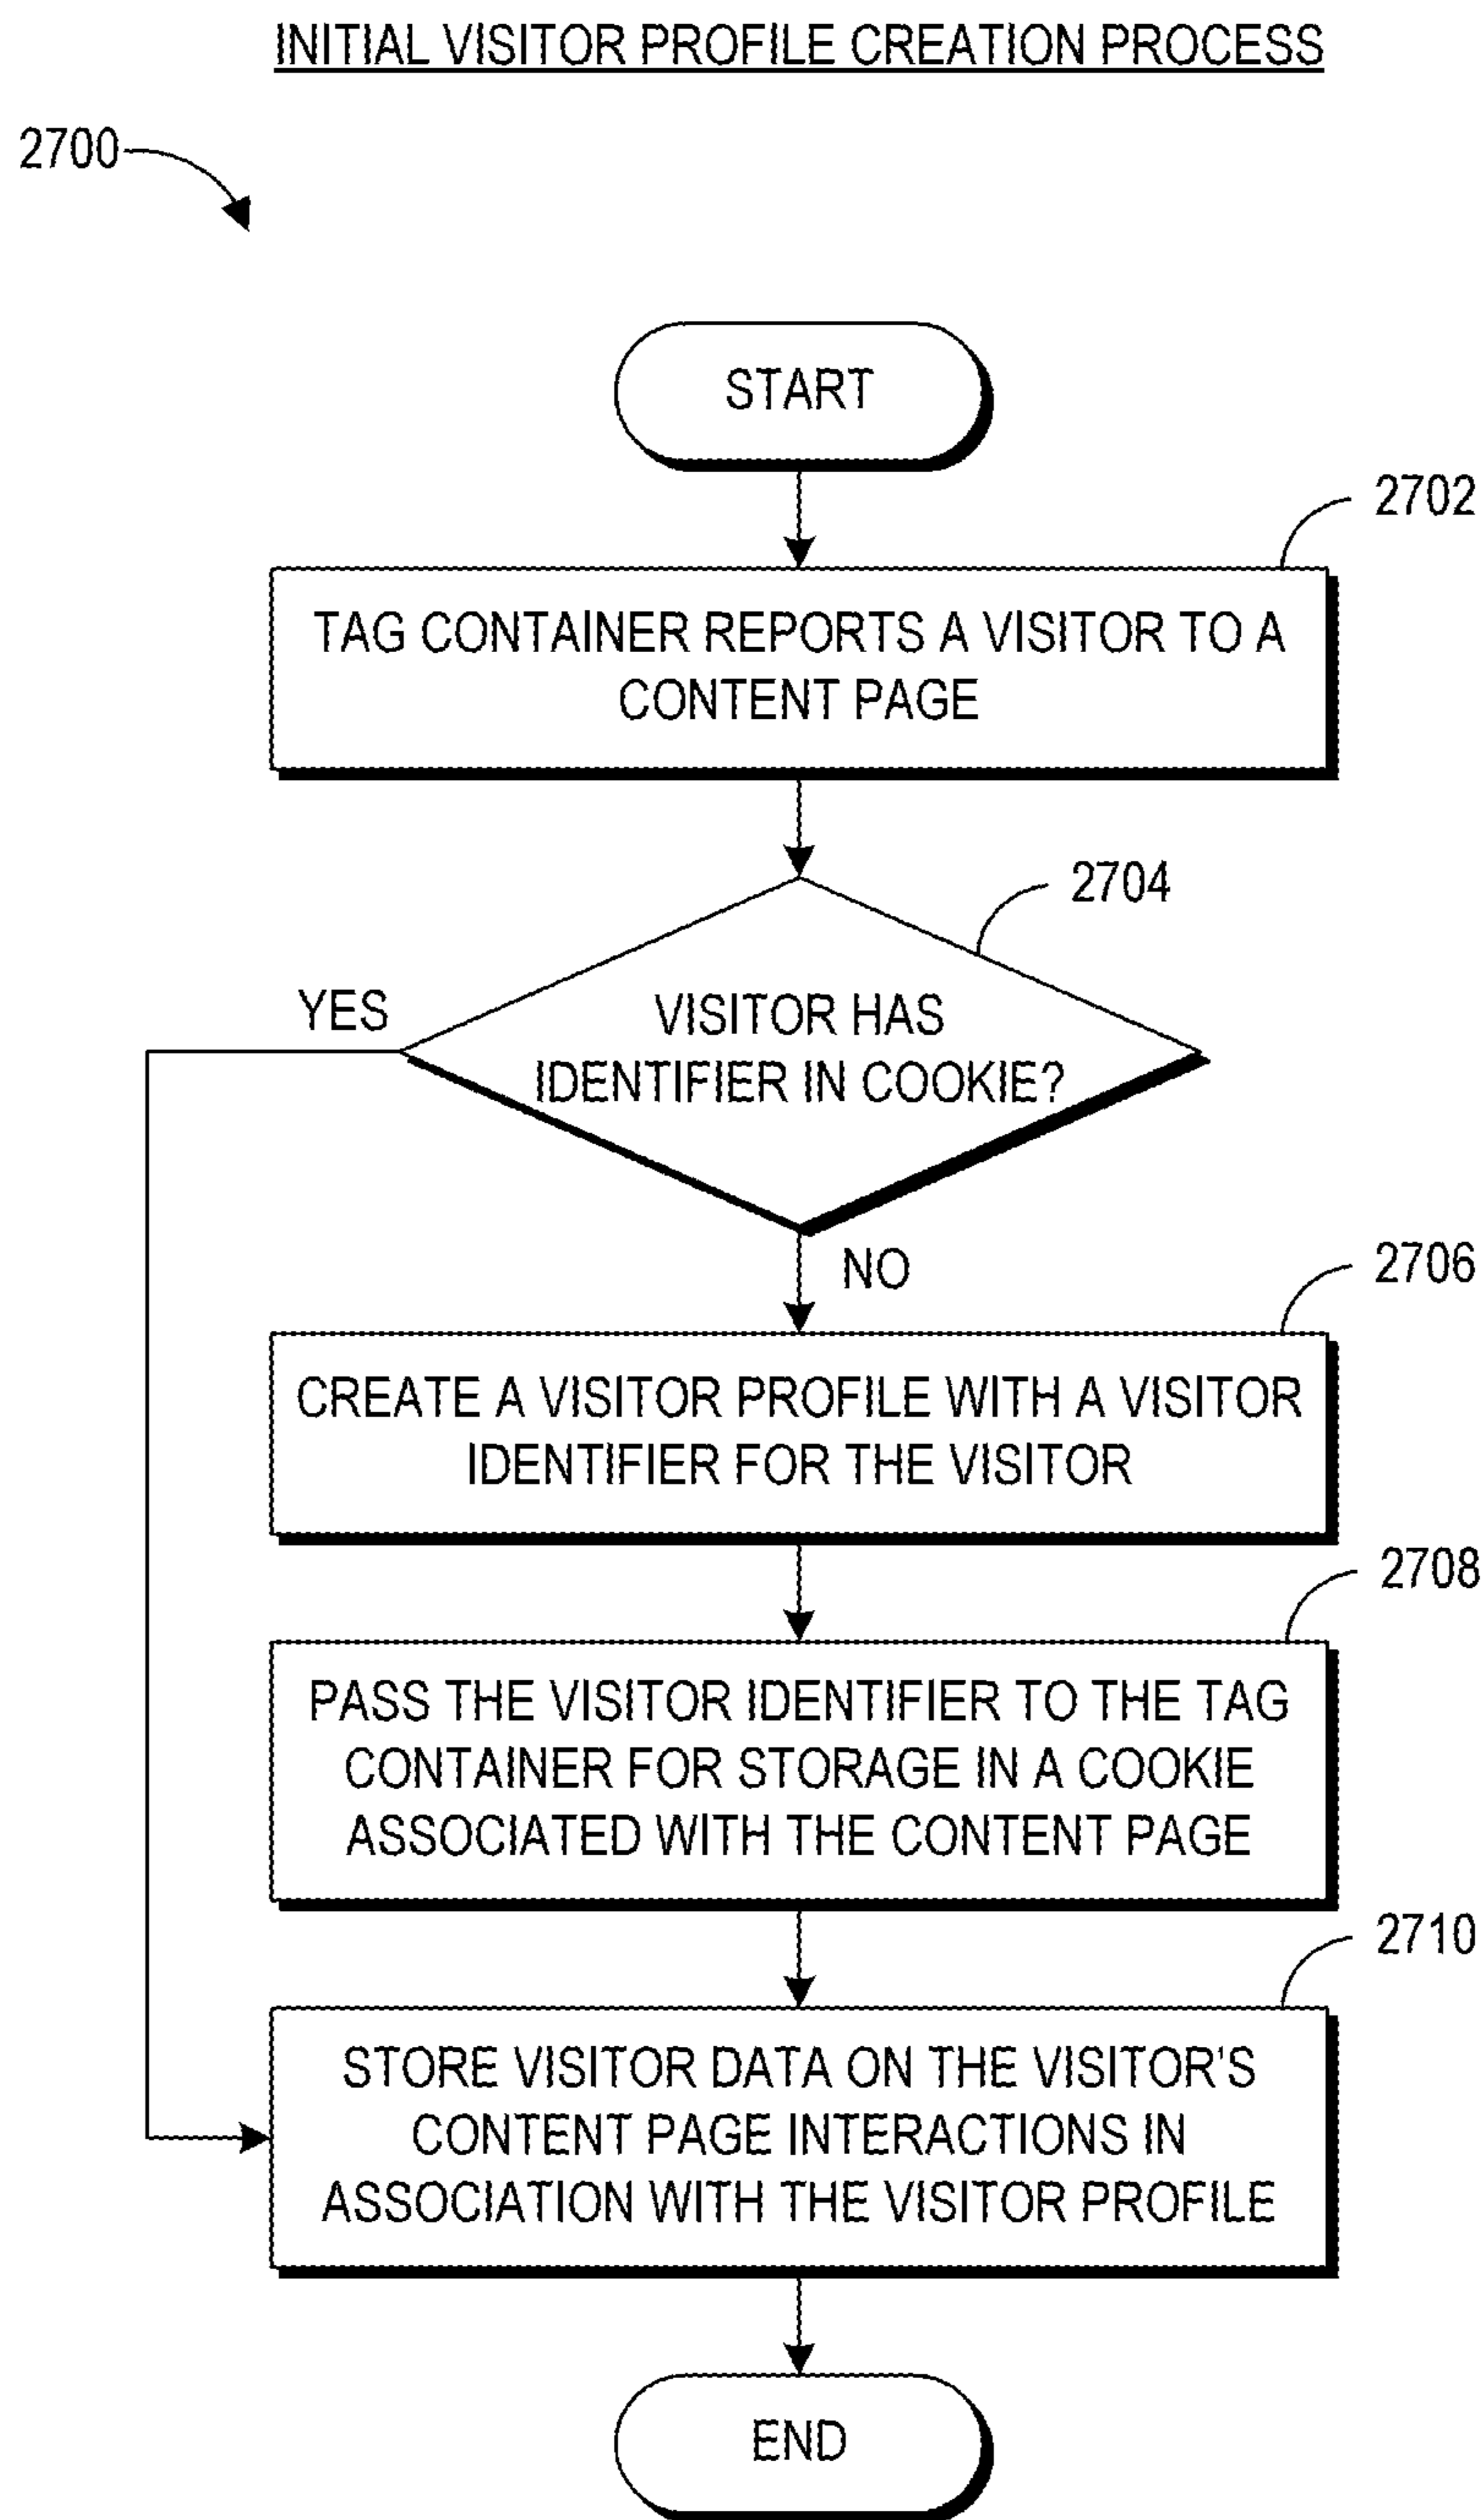 INITIAL VISITOR PROFILE CREATION PROCESS
2700
START
2702
TAG CONTAINER REPORTS A VISITOR TO A
CONTENT PAGE
2704
YES
VISITOR HAS
IDENTIFIER IN COOKIE?
NO
2706
CREATE A VISITOR PROFILE WITH A VISITOR
IDENTIFIER FOR THE VISITOR
2708
PASS THE VISITOR IDENTIFIER TO THE TAG
CONTAINER FOR STORAGE IN A COOKIE
ASSOCIATED WITH THE CONTENT PAGE
2710
STORE VISITOR DATA ON THE VISITOR'S
CONTENT PAGE INTERACTIONS IN
ASSOCIATION WITH THE VISITOR PROFILE
END